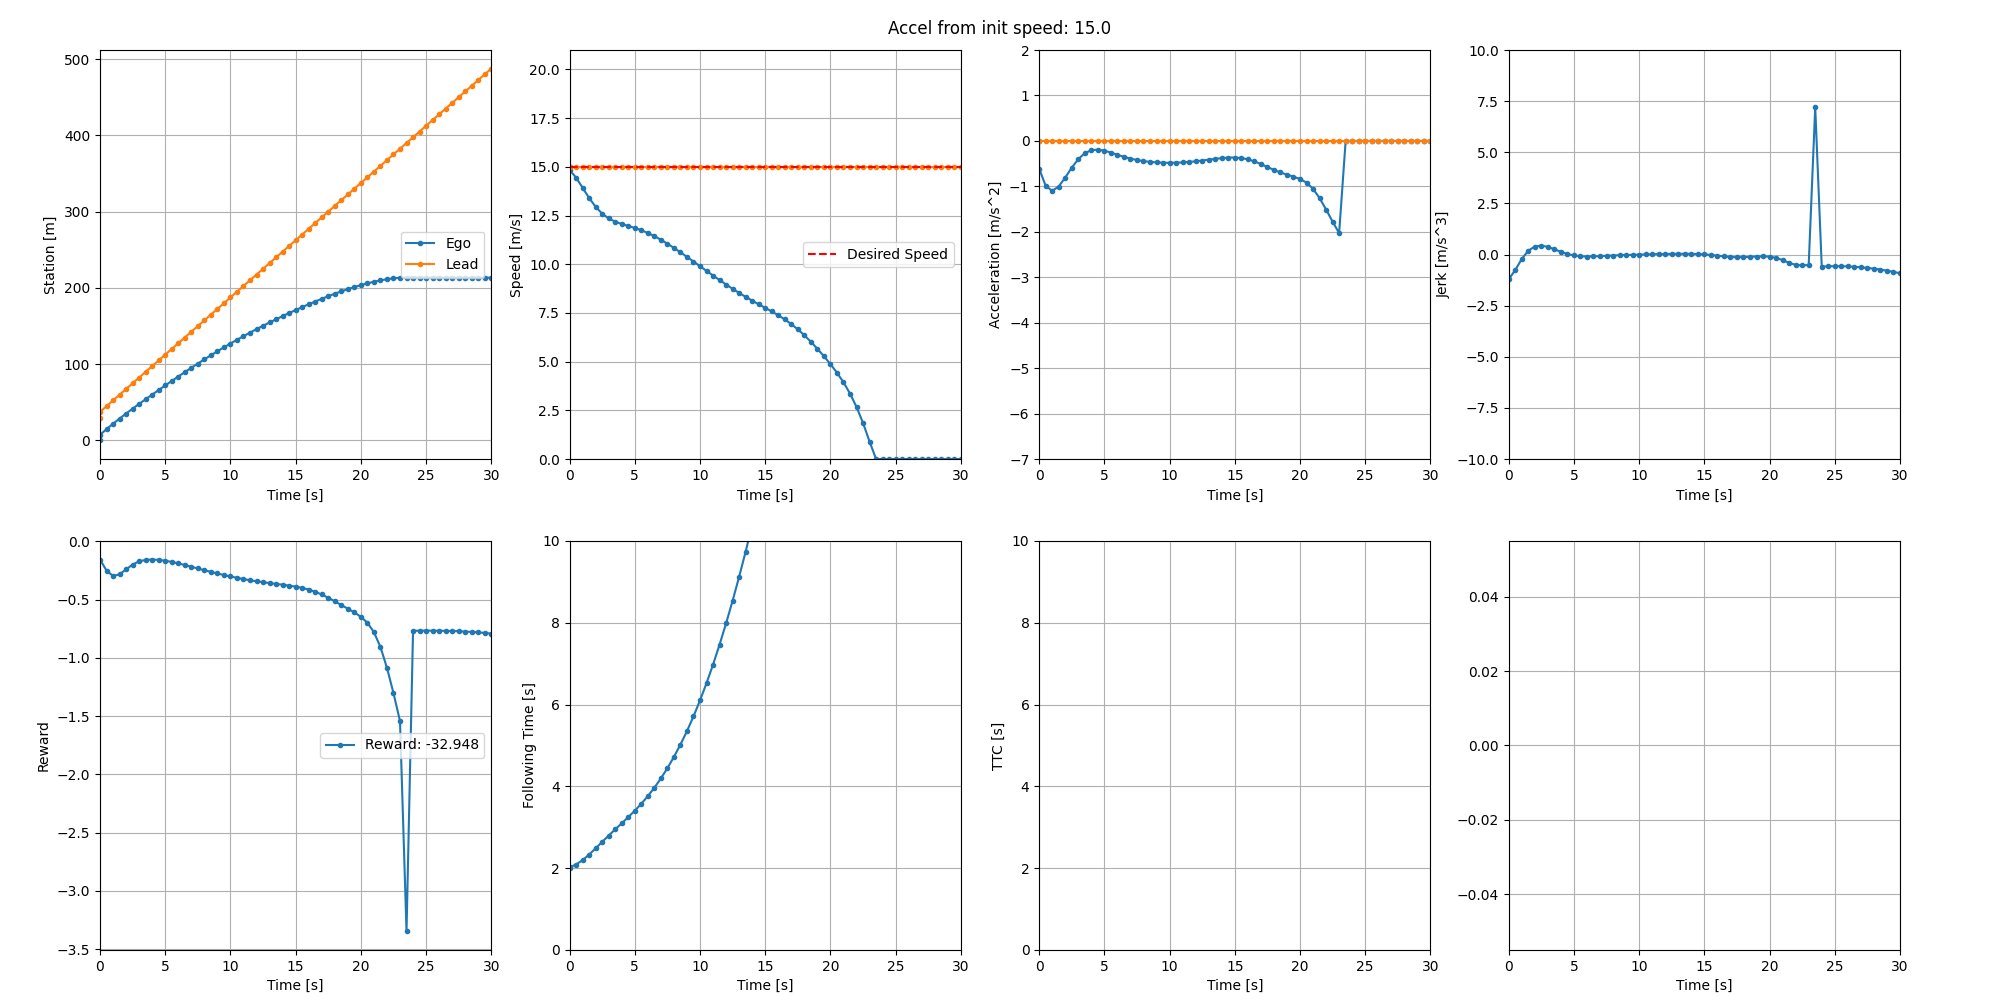 Accel from init speed: 15.0
500
400
300
200
100
0
Station [m]
Ego
Lead
0 5 10 15 20 25 30
Time [s]
20.0
17.5
15.0
12.5
10.0
7.5
5.0
2.5
0.0
Speed [m/s]
Desired Speed
0 5 10 15 20 25 30
Time [s]
2
1
0
−1
−2
−3
−4
−5
−6
−7
Acceleration [m/s^2]
0 5 10 15 20 25 30
Time [s]
10.0
7.5
5.0
2.5
0.0
−2.5
−5.0
−7.5
−10.0
Jerk [m/s^3]
0 5 10 15 20 25 30
Time [s]
0.0
−0.5
−1.0
−1.5
−2.0
−2.5
−3.0
−3.5
Reward
Reward: -32.948
0 5 10 15 20 25 30
Time [s]
10
8
6
4
2
0
Following Time [s]
0 5 10 15 20 25 30
Time [s]
10
8
6
4
2
0
TTC [s]
0 5 10 15 20 25 30
Time [s]
0.04
0.02
0.00
−0.02
−0.04
0 5 10 15 20 25 30
Time [s]